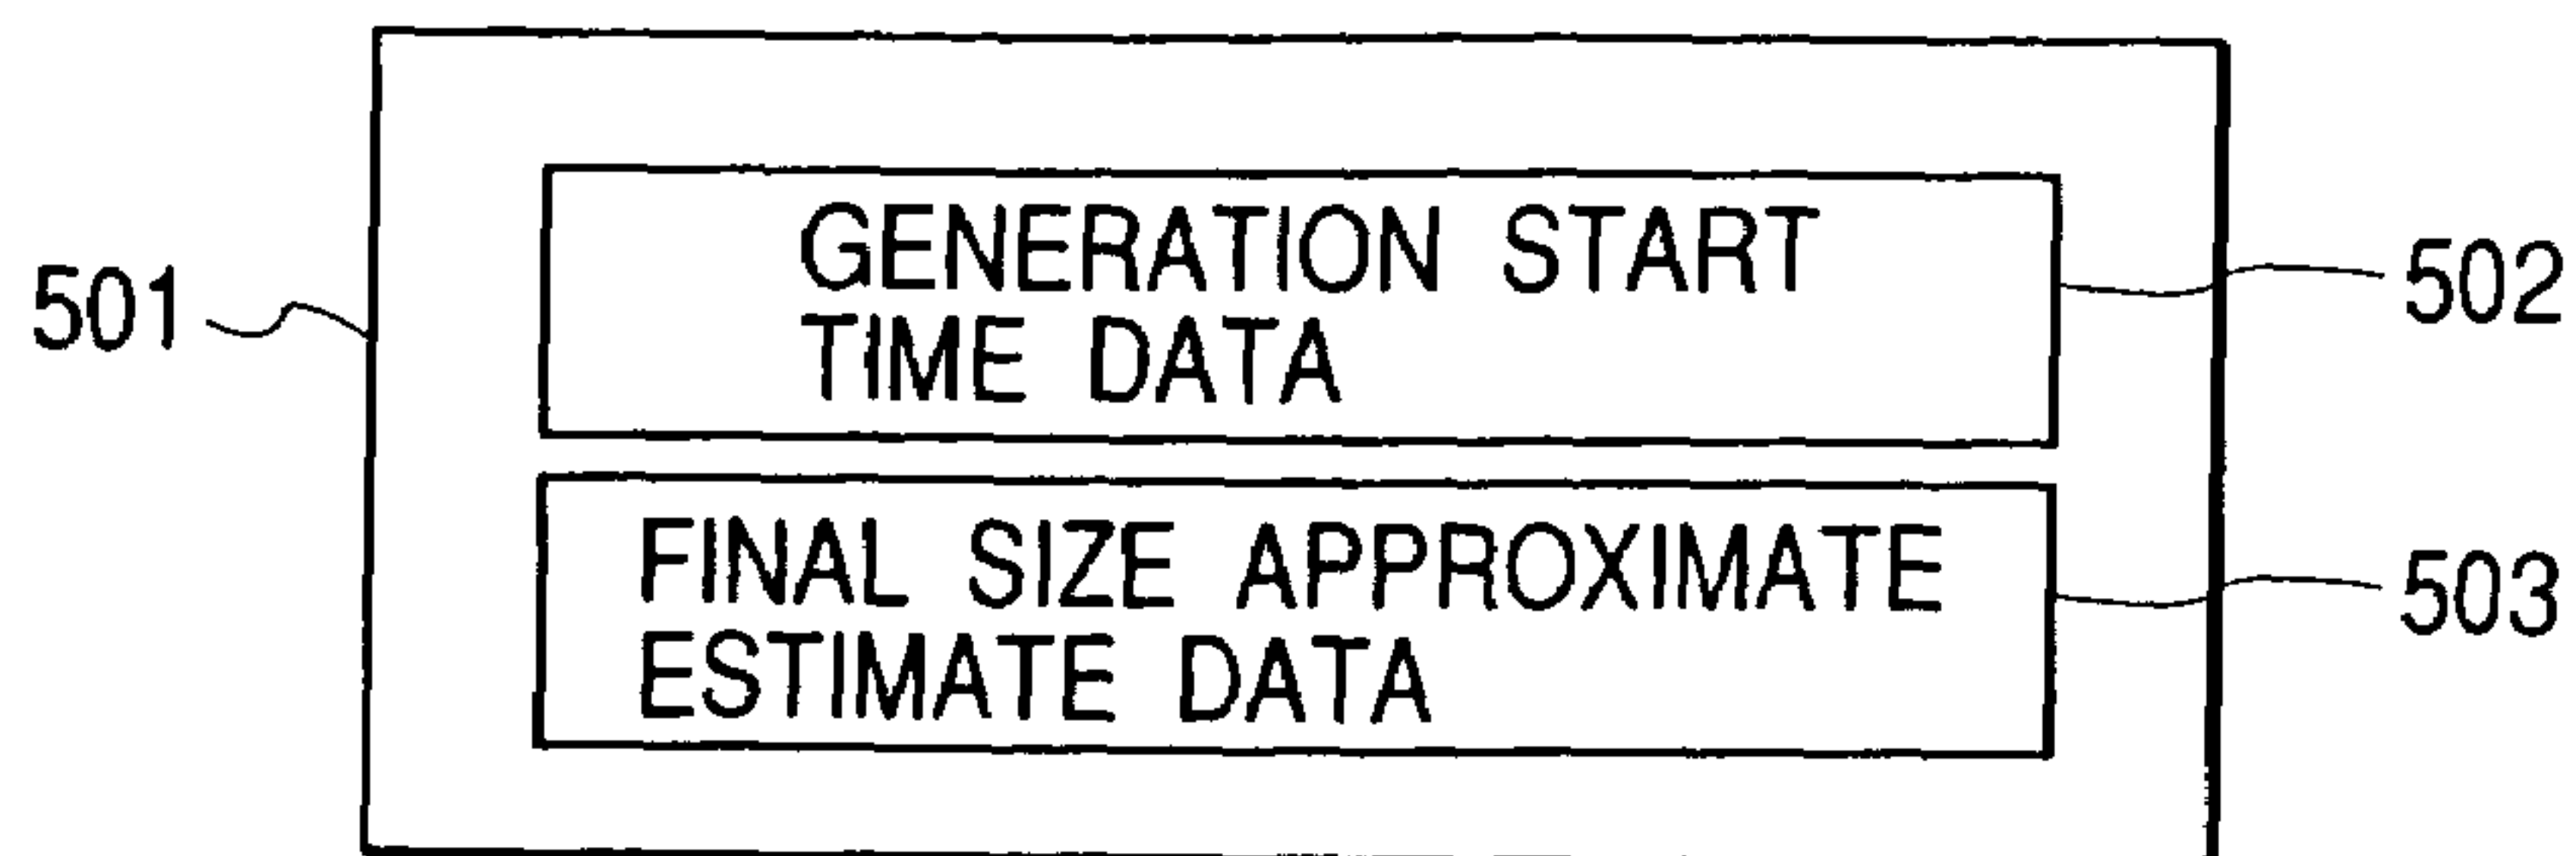 GENERATION START
TIME DATA
501
502
FINAL SIZE APPROXIMATE
ESTIMATE DATA
503